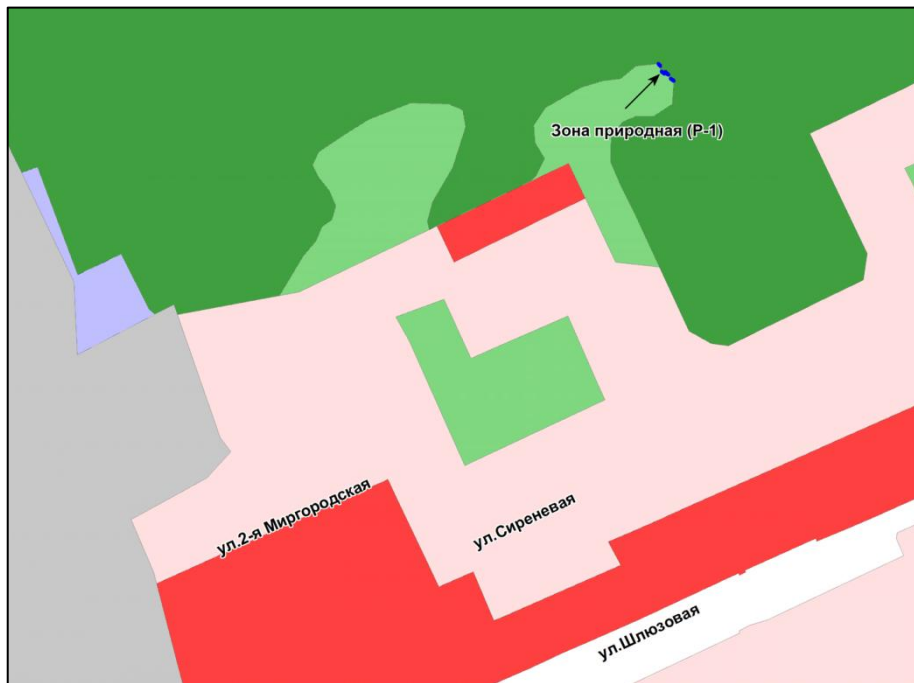 Зона природная (Р-1)
ул.2-я Миргородская
ул.Сиреневая
ул.Шлюзовая